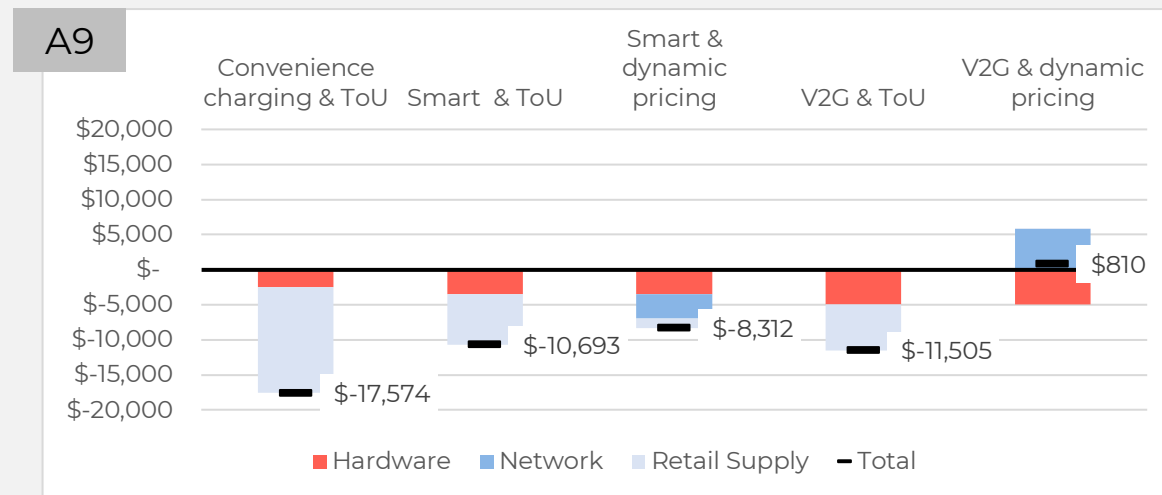 A9
Convenience
charging & ToU
Smart & ToU
Smart &
dynamic
pricing
V2G & ToU
V2G & dynamic
pricing
$20,000
$15,000
$10,000
$5,000
$-
$-5,000
$-10,000
$-15,000
$-20,000
$-17,574
$-10,693
$-8,312
$-11,505
$810
Hardware
Network
Retail Supply
Total